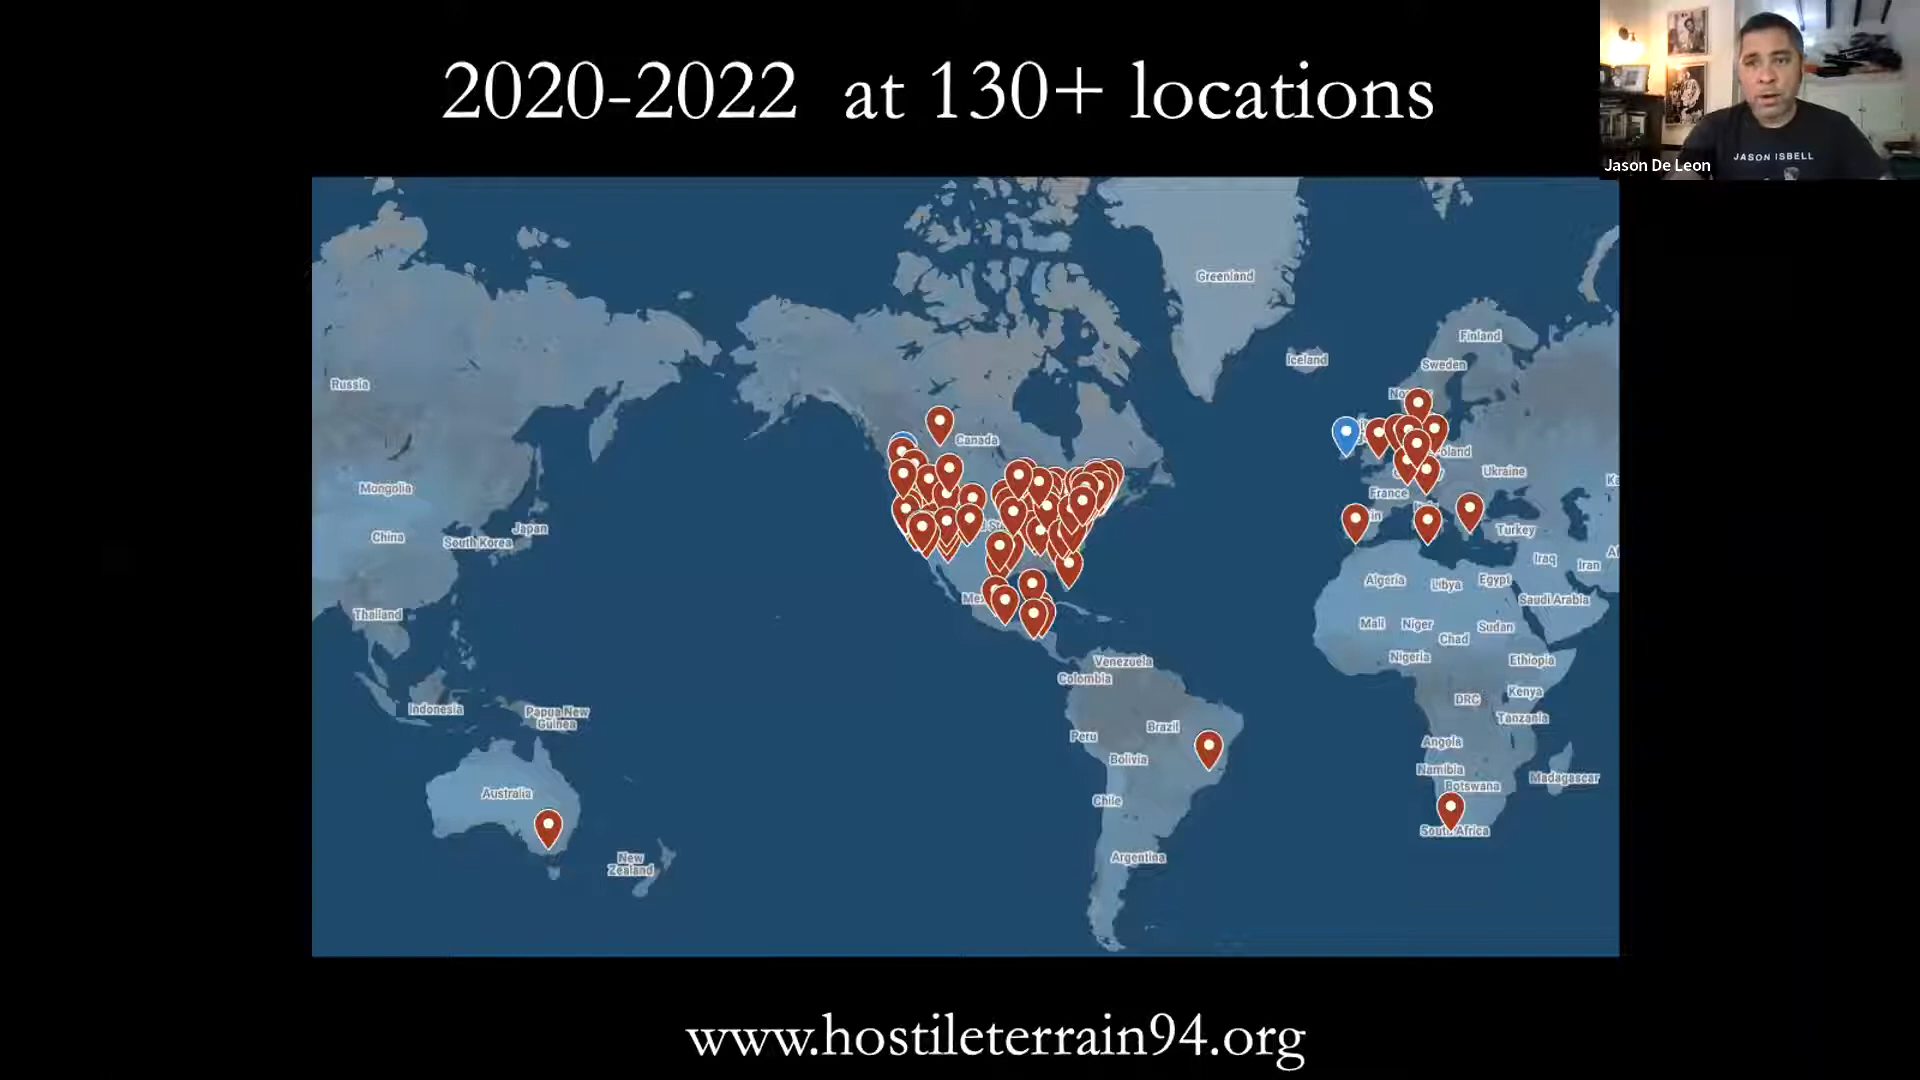 2020-2022 at 130+ locations
JASON ISBELL
Jason De Leon
Greenland
Finland
Iceland
Sweden
Russia
Canada
Ukraine
Mongolia
France
China
Japan
South Korea
Turkey
Iraq
Iran
Algeria
Libya
Egypt
Saudi Arabia
Thailand
Mali
Niger
Sudan
Chad
Nigeria
Ethiopia
Venezuela
Colombia
Kenya
DRC
Indonesia
Papua New
Guinea
Tanzania
Brazil
Peru
Angola
Bolivia
Namibia
Madagascar
Botswana
Australia
Chile
South Africa
Argentina
New
Zealand
www.hostileterrain94.org